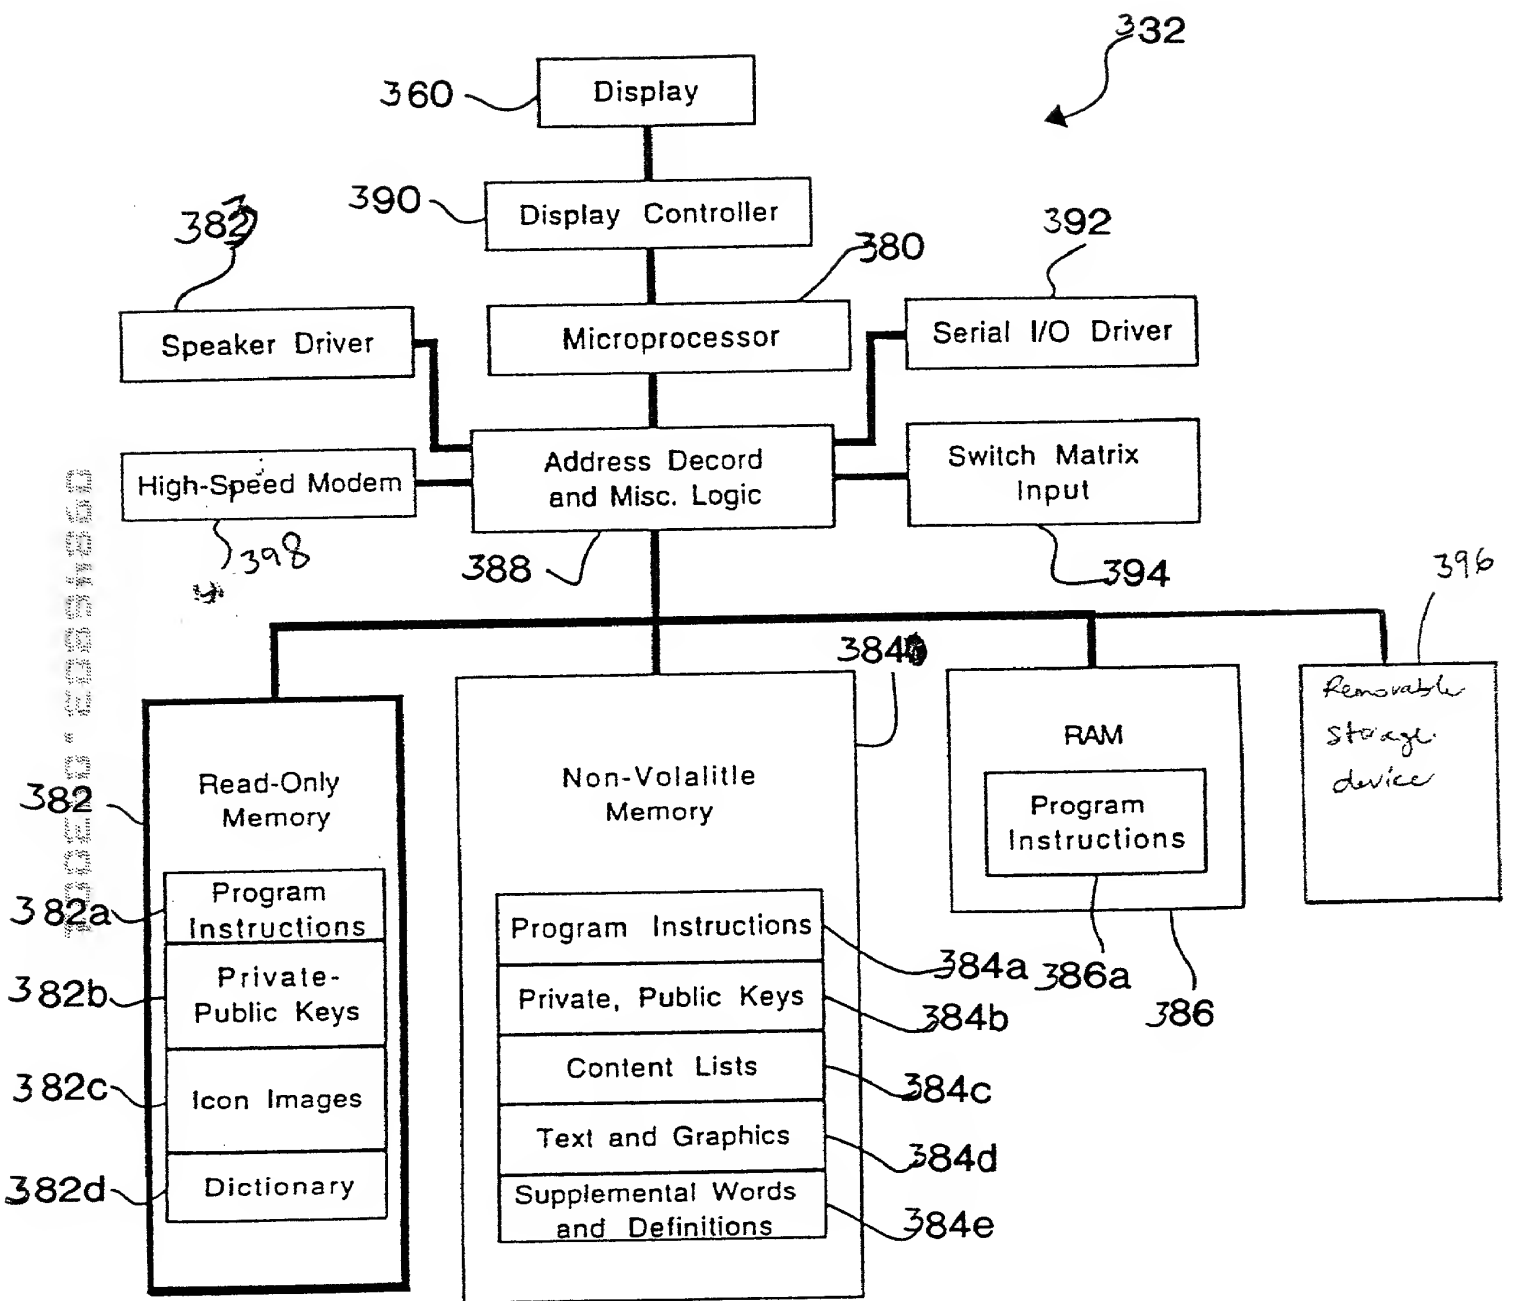 332
360
Display
390
Display Controller
380
392
Speaker Driver
Microprocessor
Serial I/O Driver
High-Speed Modem
Address Decord
and Misc. Logic
Switch Matrix
Input
398
388
394
396
384
Removable
storage
device
RAM
Program
Instructions
386a
386
382
Read-Only
Memory
Non-Volalitle
Memory
382a
Program
Instructions
382b
Private-
Public Keys
382c
Icon Images
382d
Dictionary
Program Instructions
384a
Private, Public Keys
384b
Content Lists
384c
Text and Graphics
384d
Supplemental Words
and Definitions
384e